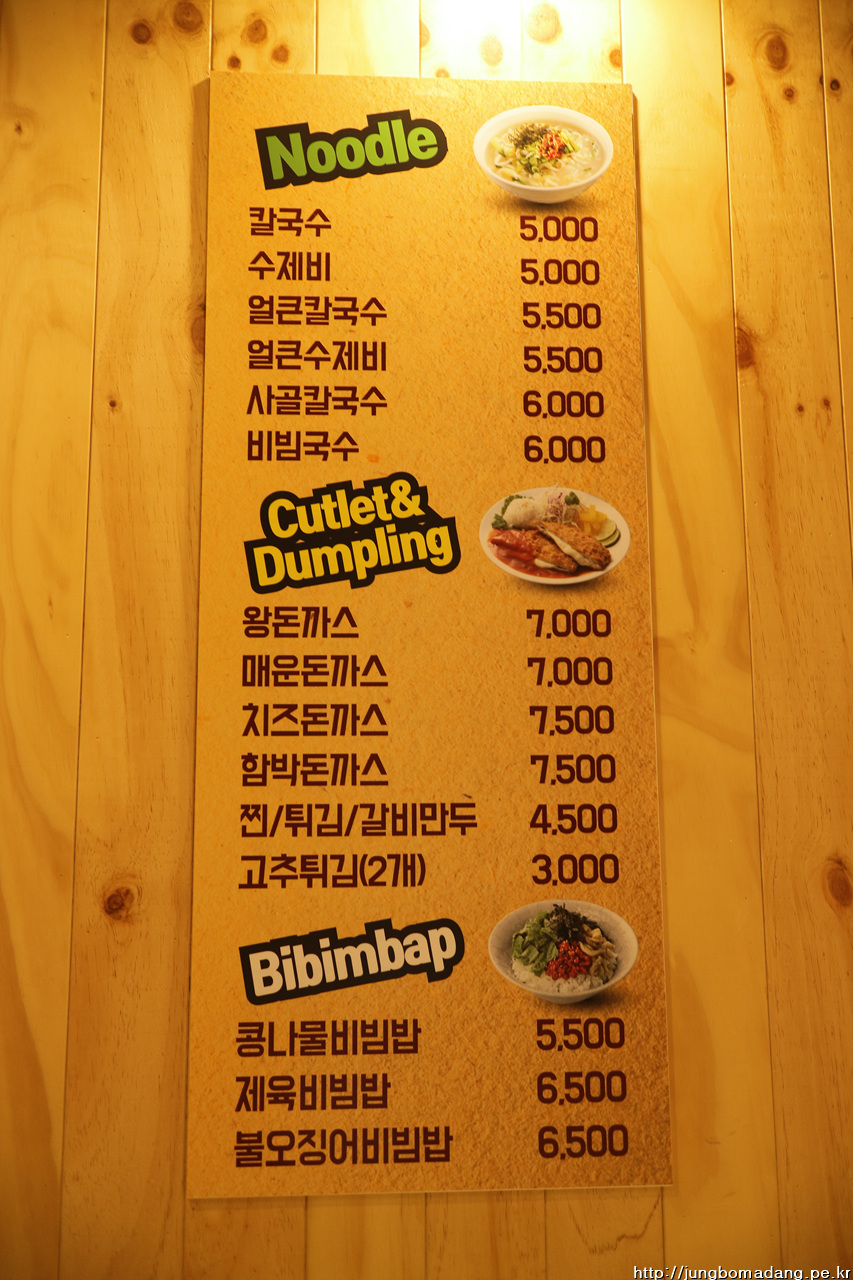 Noodle
칼국수 5,000
수제비 5,000
얼큰칼국수 5,500
얼큰수제비 5,500
사골칼국수 6,000
비빔국수 6,000
Cutlet&
Dumpling
왕돈까스 7,000
매운돈까스 7,000
치즈돈까스 7,500
함박돈까스 7,500
찐/튀김/갈비만두 4,500
고추튀김(2개) 3,000
Bibimbap
콩나물비빔밥 5,500
제육비빔밥 6,500
불오징어비빔밥 6,500
http://jungbomadang.pe.kr